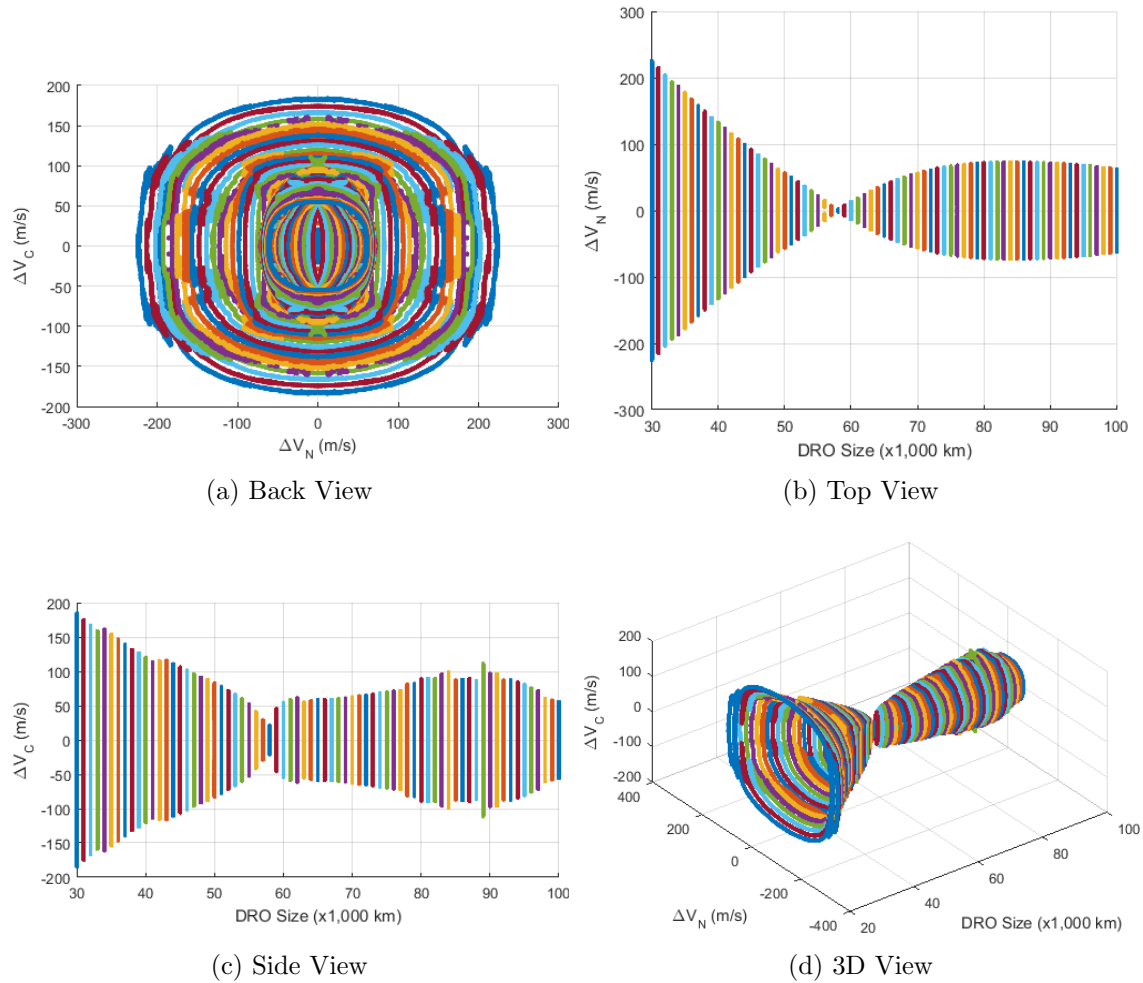 200
150
100
50
0
-50
-100
-150
-200
ΔV_C (m/s)
-300 -200 -100 0 100 200 300
ΔV_N (m/s)
(a) Back View
300
200
100
0
-100
-200
-300
ΔV_N (m/s)
30 40 50 60 70 80 90 100
DRO Size (x1,000 km)
(b) Top View
200
150
100
50
0
-50
-100
-150
-200
ΔV_C (m/s)
30 40 50 60 70 80 90 100
DRO Size (x1,000 km)
(c) Side View
200
100
0
-100
-200
ΔV_C (m/s)
400
200
0
-200
-400
ΔV_N (m/s)
20
40
60
80
100
DRO Size (x1,000 km)
(d) 3D View